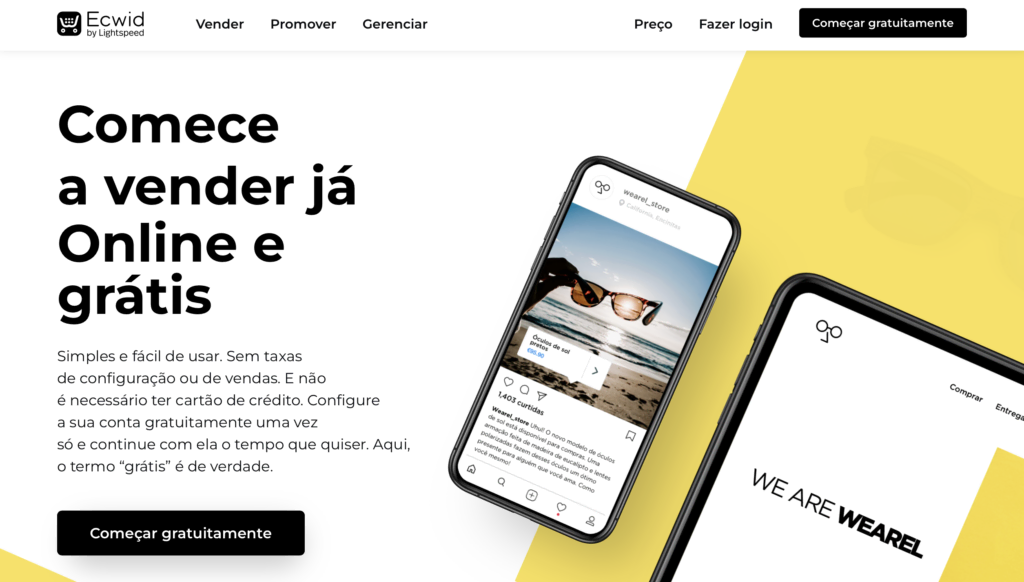 Ecwid
by Lightspeed
Vender
Promover
Gerenciar
Preço
Fazer login
Começar gratuitamente
Comece
a vender já
Online e
grátis
Simples e fácil de usar. Sem taxas
de configuração ou de vendas. E não
é necessário ter cartão de crédito. Configure
a sua conta gratuitamente uma vez
só e continue com ela o tempo que quiser. Aqui,
o termo “grátis” é de verdade.
Começar gratuitamente
wearel_store
California, Encinitas
Óculos de sol
pretos
€85.90
1,403 curtidas
Wearel_store Uhul! O novo modelo de óculos
de sol está disponível para compras. Uma
armação feita de madeira de eucalipto e lentes
polarizadas fazem desses óculos um ótimo
presente para alguém que você ama. Como
você mesmo!
Comprar
Entrega
WE ARE WEAREL